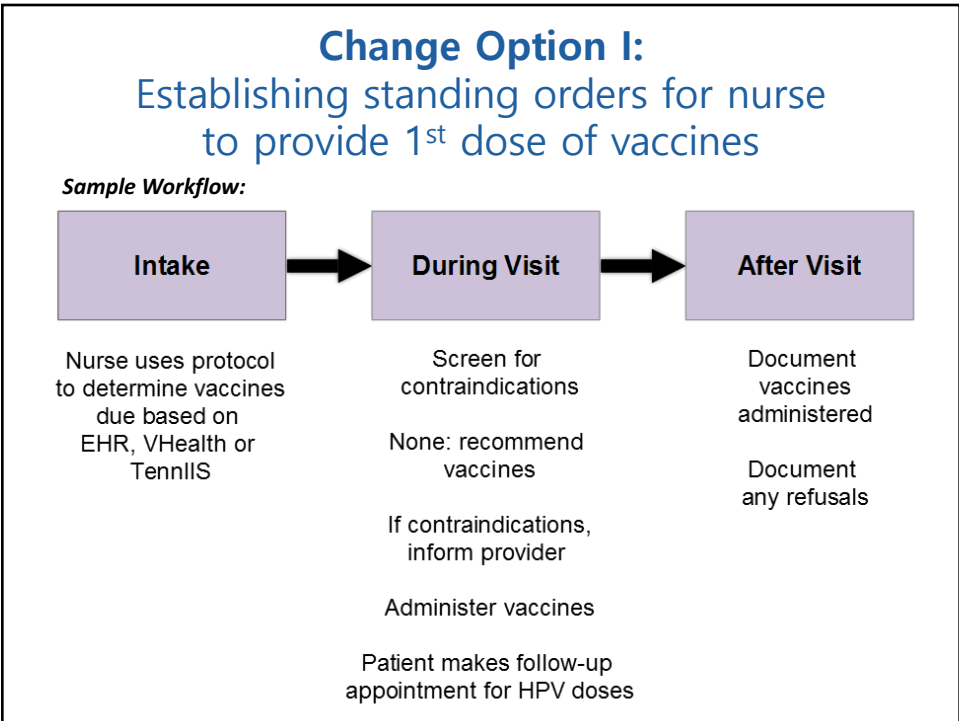 Change Option I:
Establishing standing orders for nurse
to provide 1st dose of vaccines
Sample Workflow:
Intake
During Visit
After Visit
Nurse uses protocol
to determine vaccines
due based on
EHR, VHealth or
TennIIS
Screen for
contraindications
None: recommend
vaccines
If contraindications,
inform provider
Administer vaccines
Patient makes follow-up
appointment for HPV doses
Document
vaccines
administered
Document
any refusals